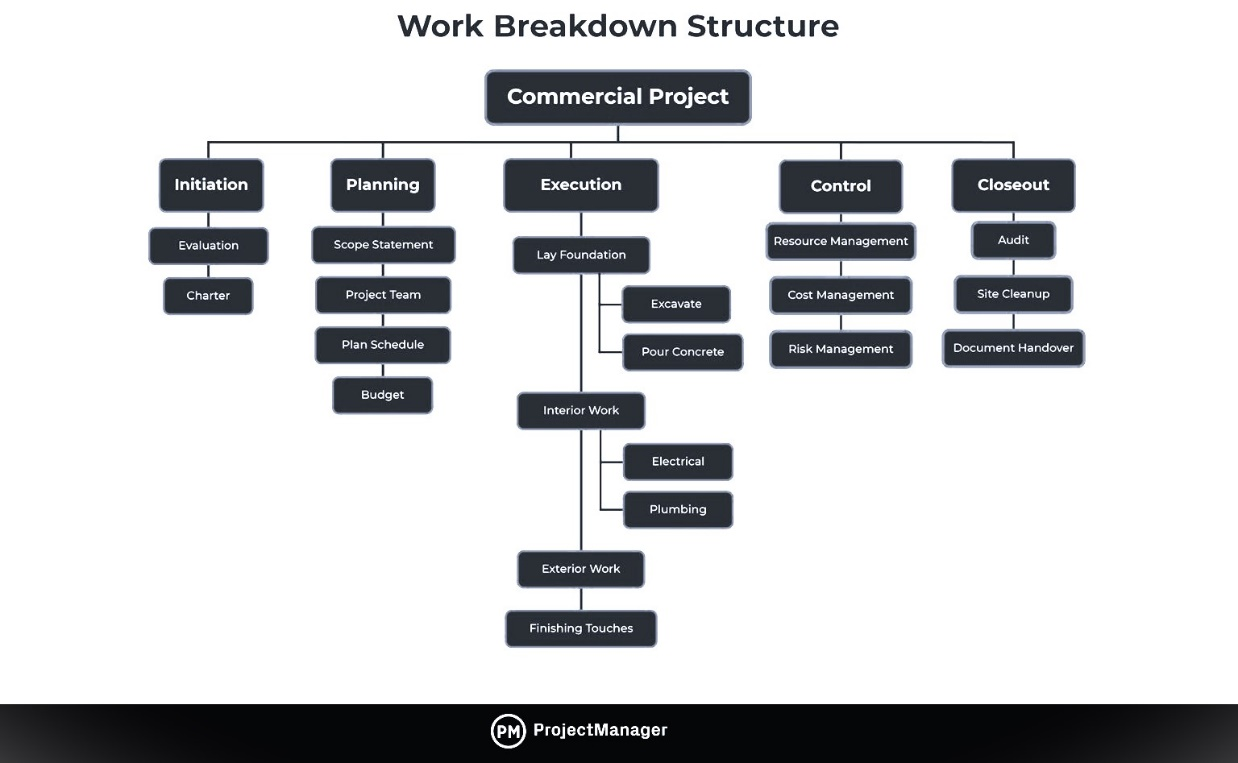 Work Breakdown Structure
Commercial Project
Initiation
Evaluation
Charter
Planning
Scope Statement
Project Team
Plan Schedule
Budget
Execution
Lay Foundation
Excavate
Pour Concrete
Interior Work
Electrical
Plumbing
Exterior Work
Finishing Touches
Control
Resource Management
Cost Management
Risk Management
Closeout
Audit
Site Cleanup
Document Handover
PM ProjectManager